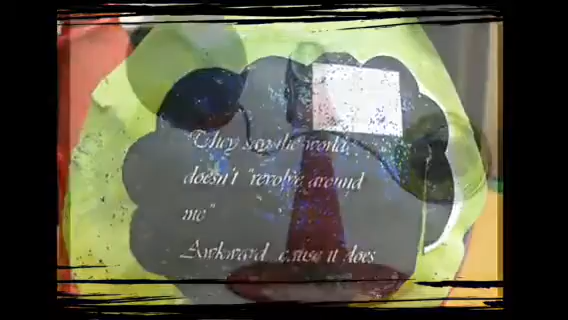 "They say the world
doesn't "revolve around
me"
Awkward cause it does